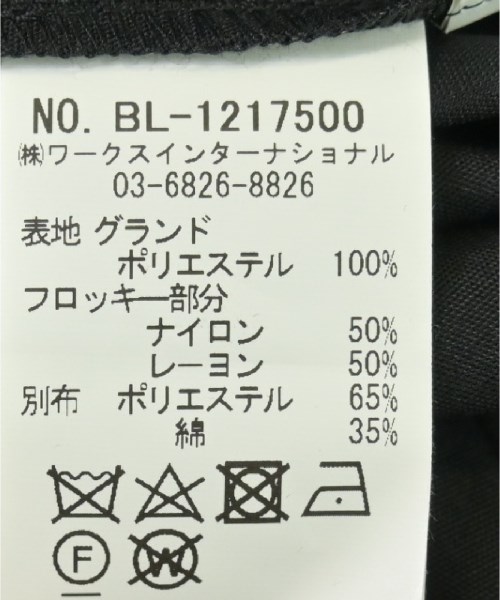 NO. BL-1217500
㈱ワークスインターナショナル
03-6826-8826
表地 グランド
ポリエステル 100%
フロッキー部分
ナイロン 50%
レーヨン 50%
別布 ポリエステル 65%
綿 35%
F W